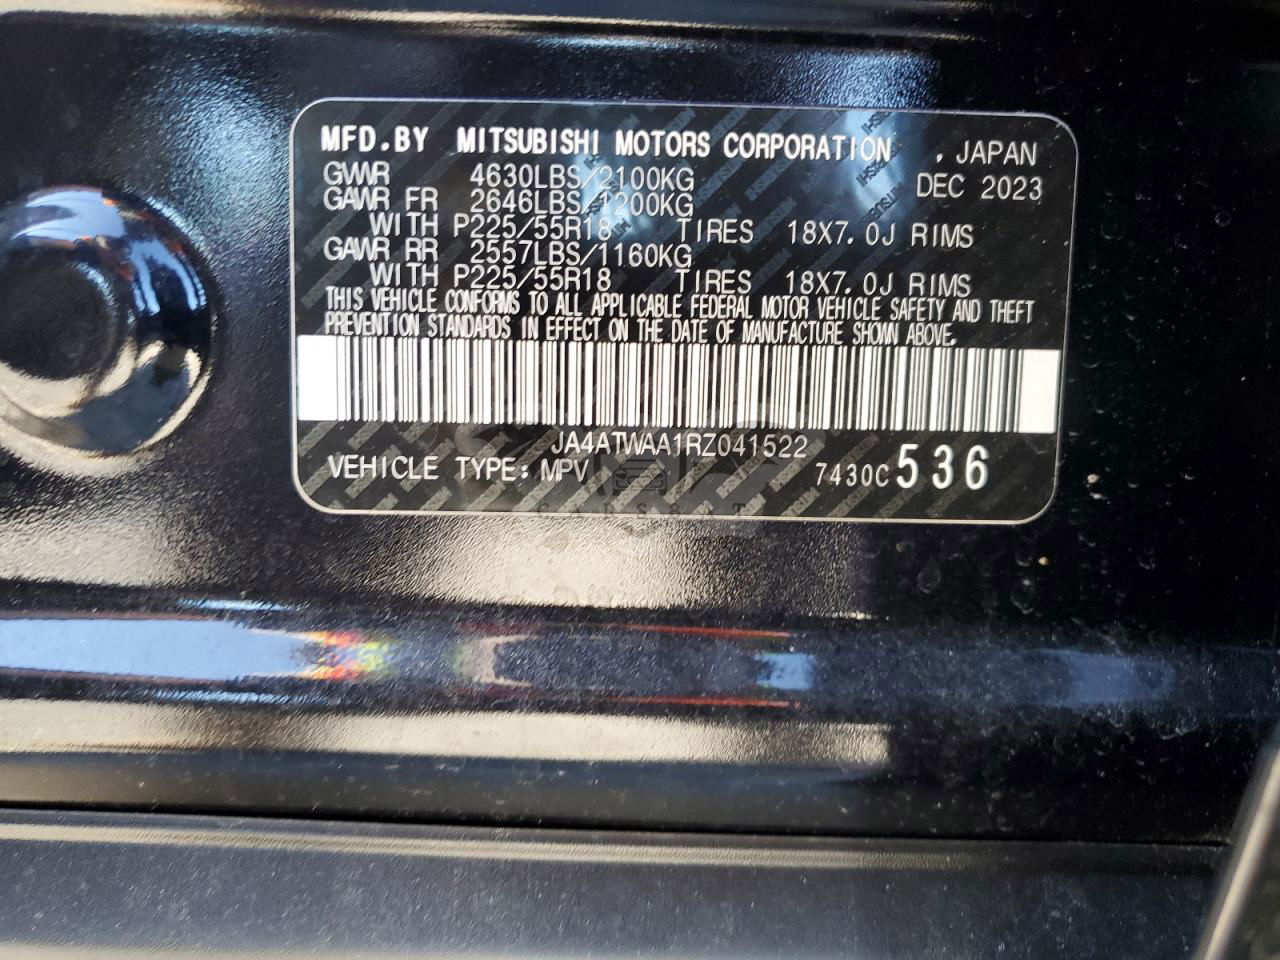 MFD.BY MITSUBISHI MOTORS CORPORATION , JAPAN
GVWR 4630LBS/2100KG DEC 2023
GAWR FR 2646LBS/1200KG
WITH P225/55R18 TIRES 18X7.0J RIMS
GAWR RR 2557LBS/1160KG
WITH P225/55R18 TIRES 18X7.0J RIMS
THIS VEHICLE CONFORMS TO ALL APPLICABLE FEDERAL MOTOR VEHICLE SAFETY AND THEFT
PREVENTION STANDARDS IN EFFECT ON THE DATE OF MANUFACTURE SHOWN ABOVE.
JA4ATWAA1RZ041522
VEHICLE TYPE: MPV 7430C 536